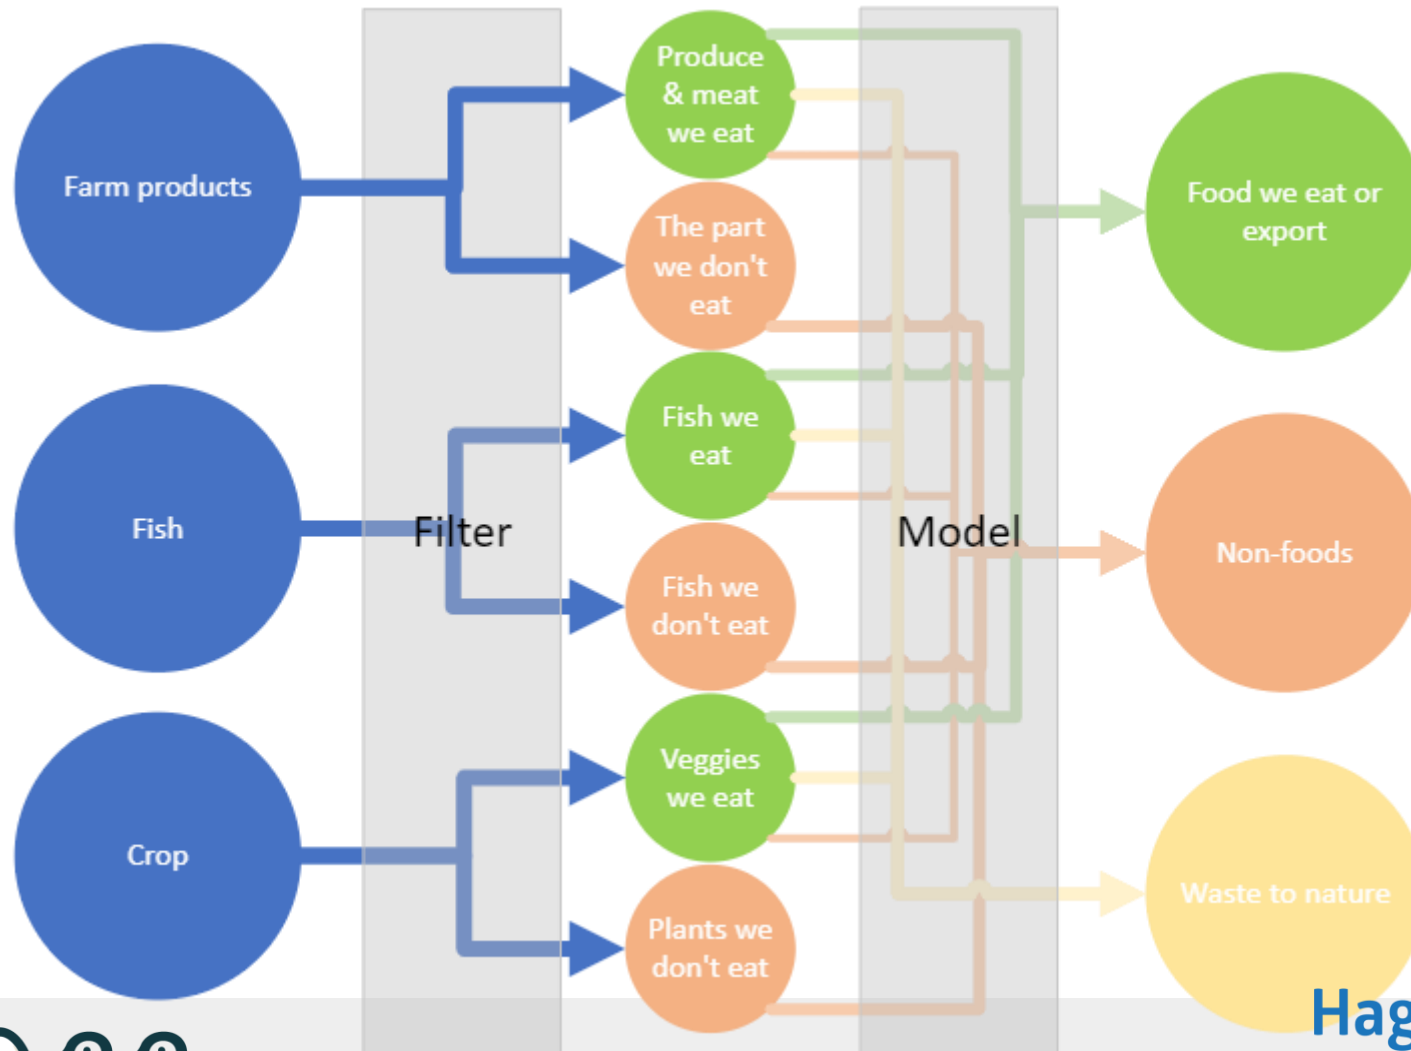 Farm products
Fish
Crop
Filter
Produce
& meat
we eat
The part
we don't
eat
Fish we
eat
Fish we
don't eat
Veggies
we eat
Plants we
don't eat
Model
Food we eat or
export
Non-foods
Waste to nature
Hag